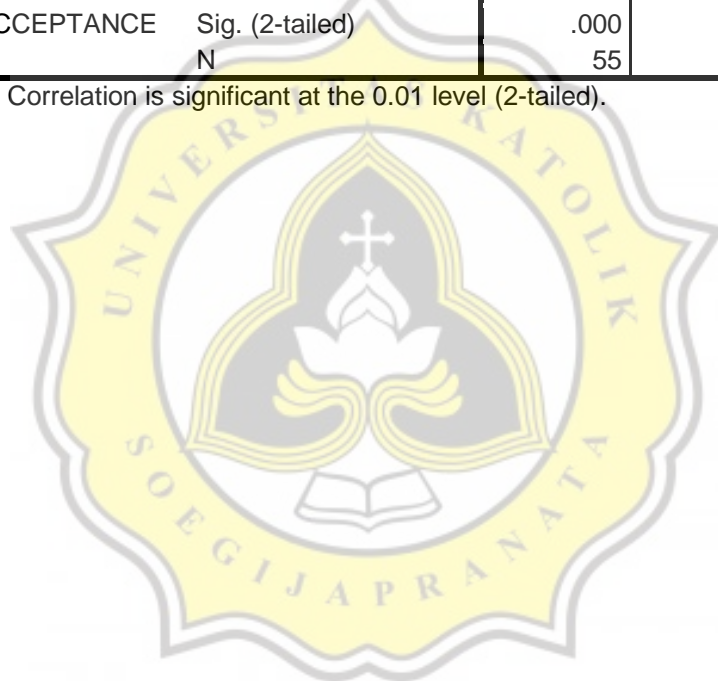 CCEPTANCE Sig. (2-tailed) .000
N 55
Correlation is significant at the 0.01 level (2-tailed).
UNIVERSITAS KATOLIK
SOEGIJAPRANATA